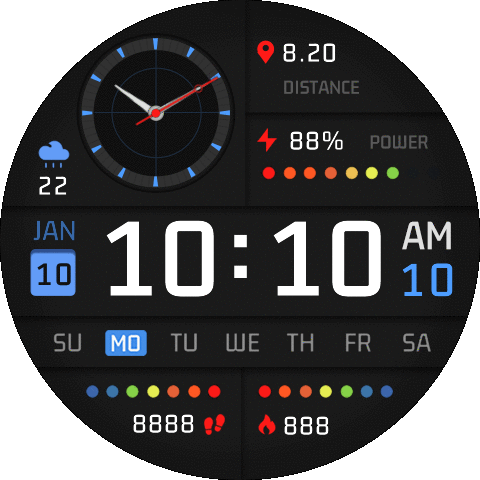 8.20
DISTANCE
88% POWER
22
JAN
10
10:10
AM
10
SU MO TU WE TH FR SA
8888
888